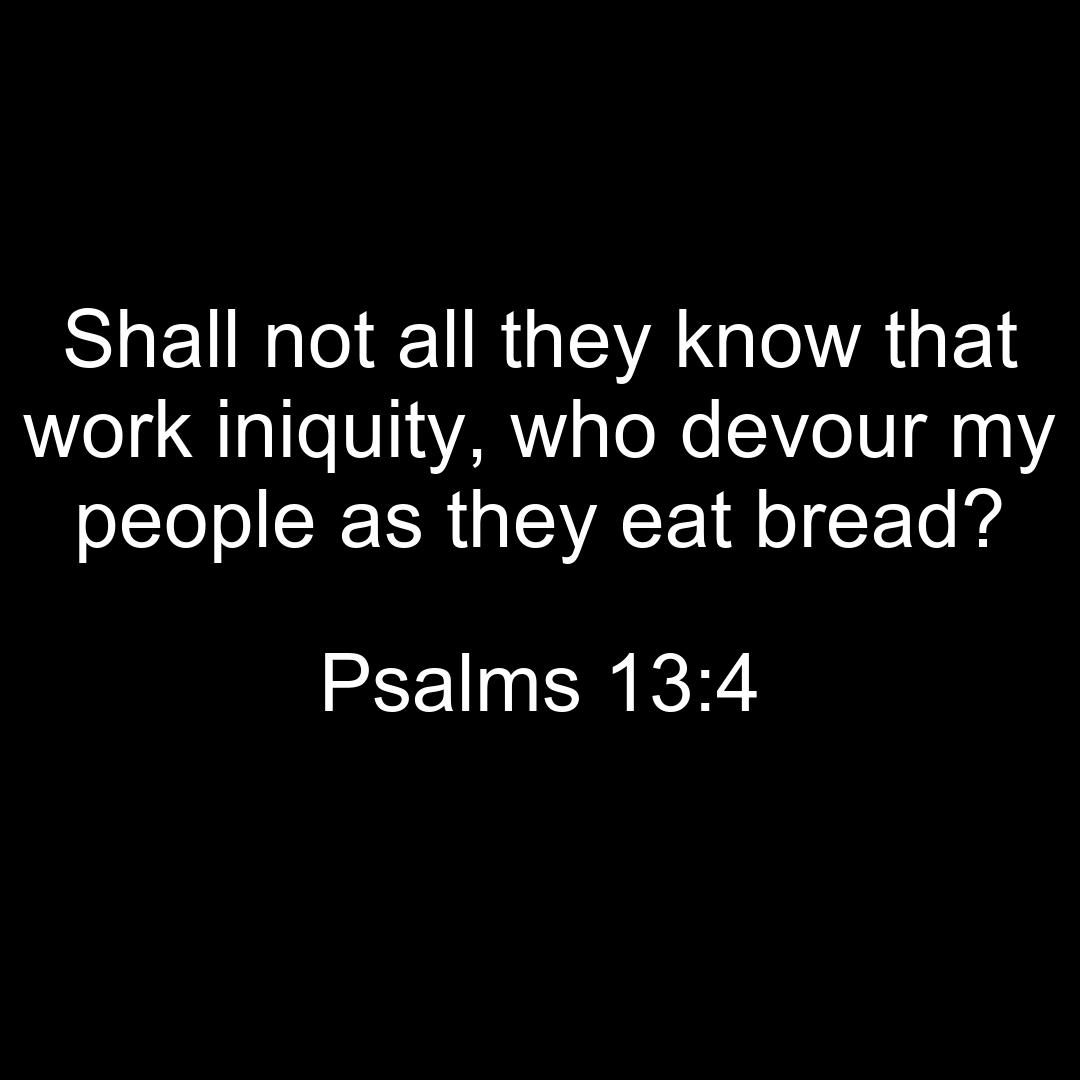 Shall not all they know that
work iniquity, who devour my
people as they eat bread?
Psalms 13:4